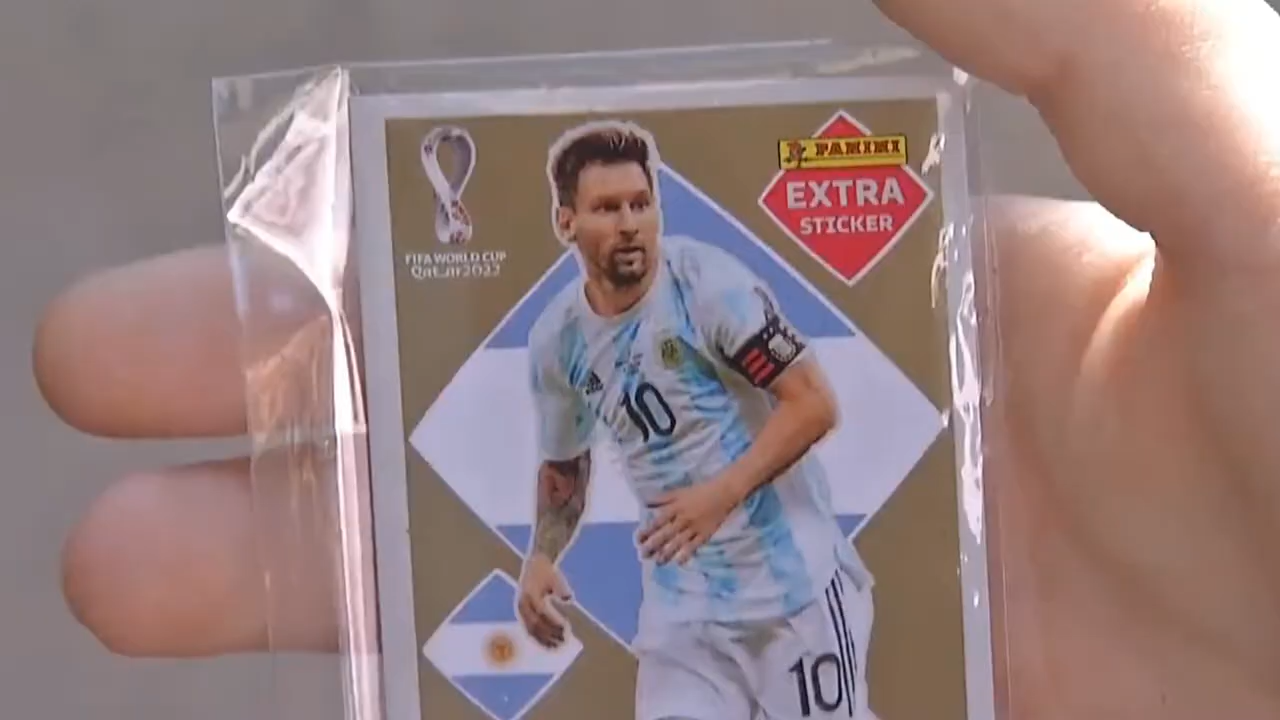 FIFA WORLD CUP
Qatar2022
PANINI
EXTRA
STICKER
10
10